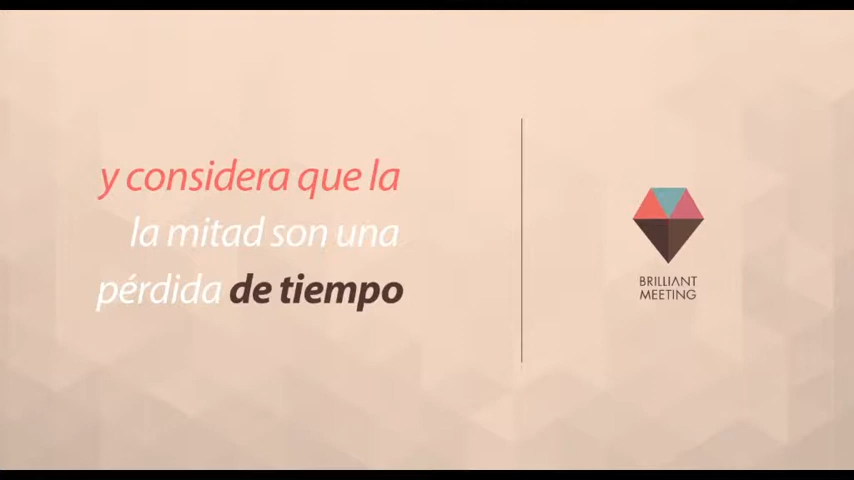 y considera que la
la mitad son una
pérdida de tiempo
BRILLIANT
MEETING